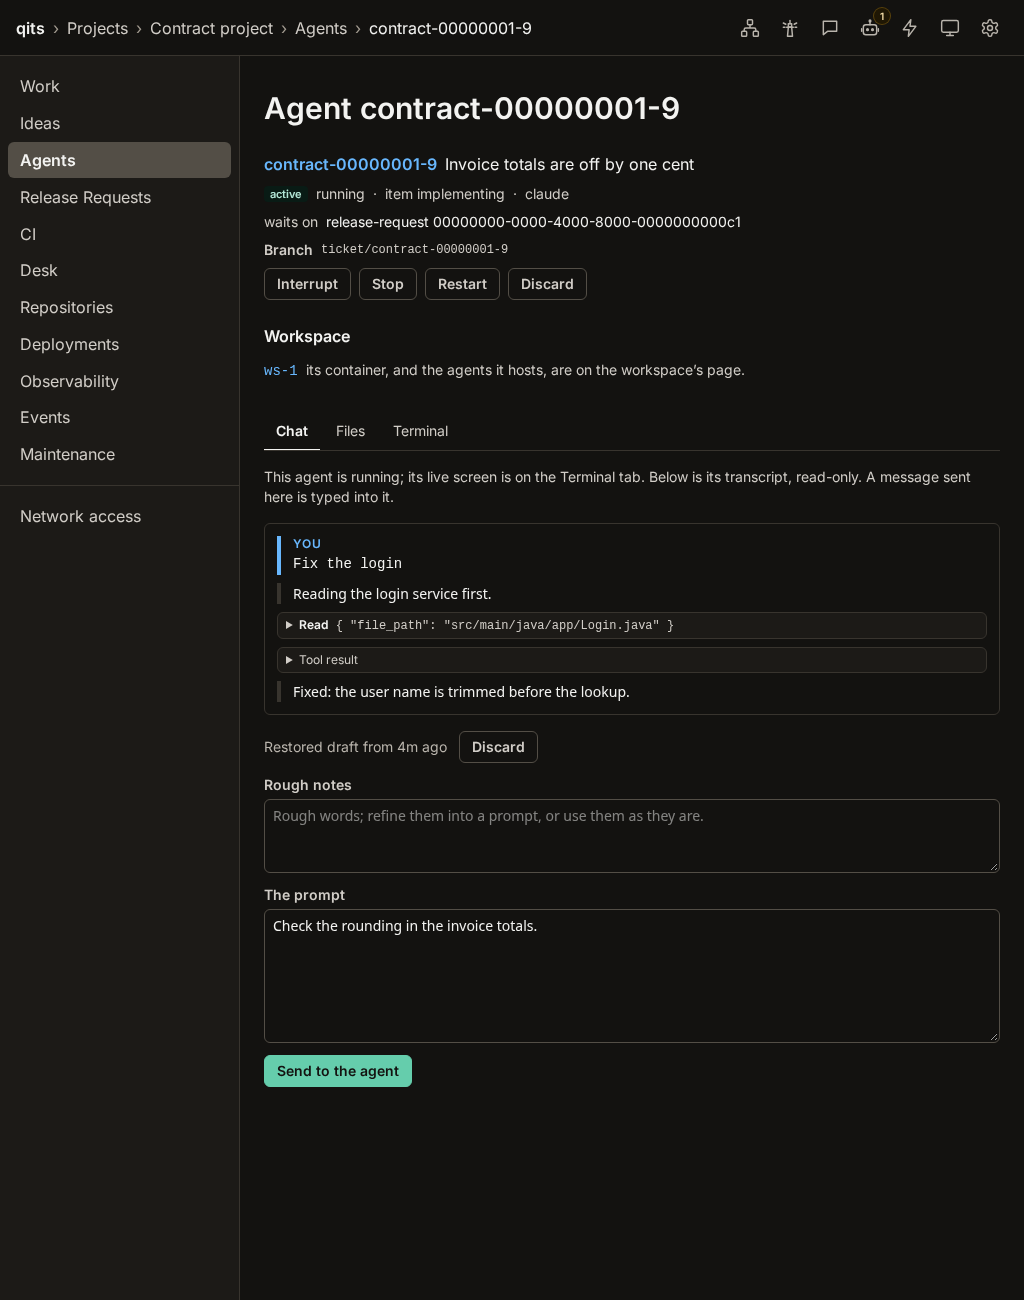 qits › Projects › Contract project › Agents › contract-00000001-9
1
Work
Ideas
Agents
Release Requests
CI
Desk
Repositories
Deployments
Observability
Events
Maintenance
Network access
Agent contract-00000001-9
contract-00000001-9 Invoice totals are off by one cent
active running · item implementing · claude
waits on release-request 00000000-0000-4000-8000-0000000000c1
Branch ticket/contract-00000001-9
Interrupt Stop Restart Discard
Workspace
ws-1 its container, and the agents it hosts, are on the workspace’s page.
Chat Files Terminal
This agent is running; its live screen is on the Terminal tab. Below is its transcript, read-only. A message sent
here is typed into it.
YOU
Fix the login
Reading the login service first.
Read { "file_path": "src/main/java/app/Login.java" }
Tool result
Fixed: the user name is trimmed before the lookup.
Restored draft from 4m ago Discard
Rough notes
Rough words; refine them into a prompt, or use them as they are.
The prompt
Check the rounding in the invoice totals.
Send to the agent